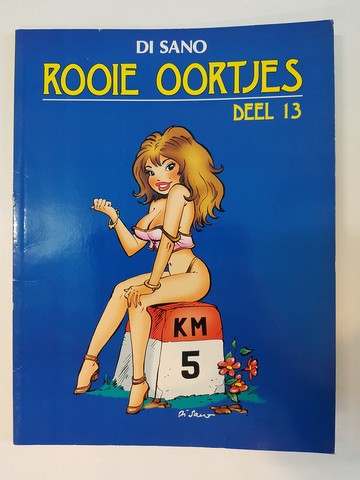 DI SANO
ROOIE OORTJES
DEEL 13
KM
5
Di Sano